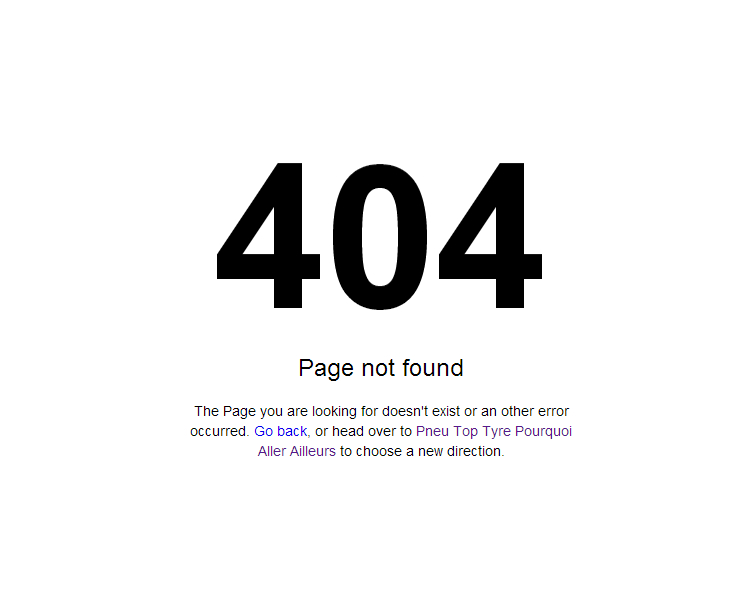 404
Page not found
The Page you are looking for doesn't exist or an other error
occurred. Go back, or head over to Pneu Top Tyre Pourquoi
Aller Ailleurs to choose a new direction.